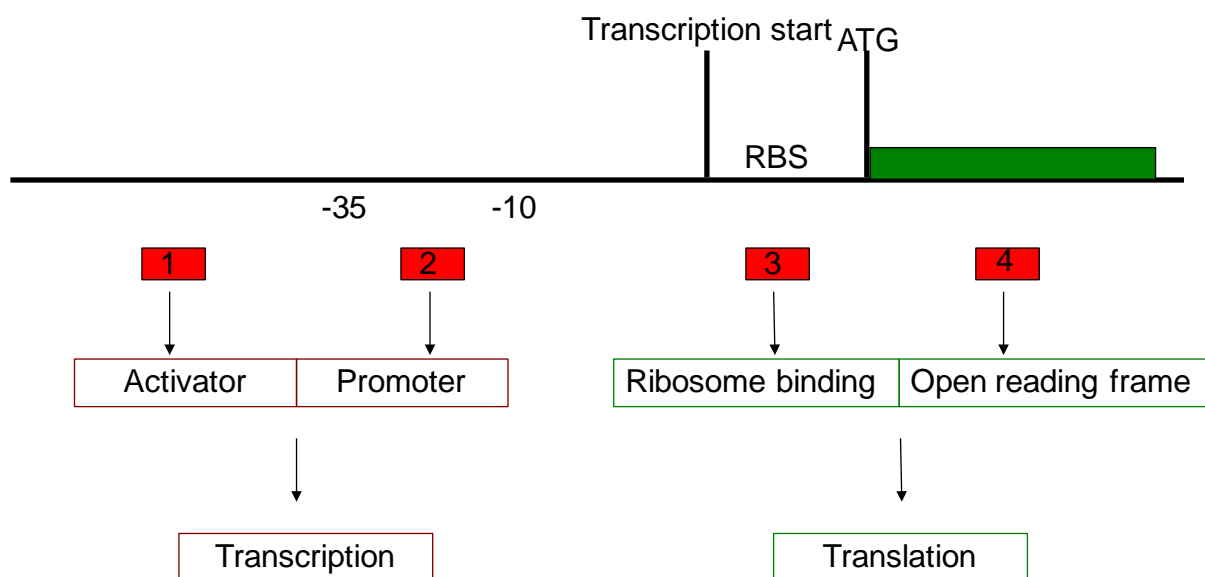 Transcription start
ATG
RBS
-35
-10
1
2
3
4
Activator
Promoter
Ribosome binding
Open reading frame
Transcription
Translation